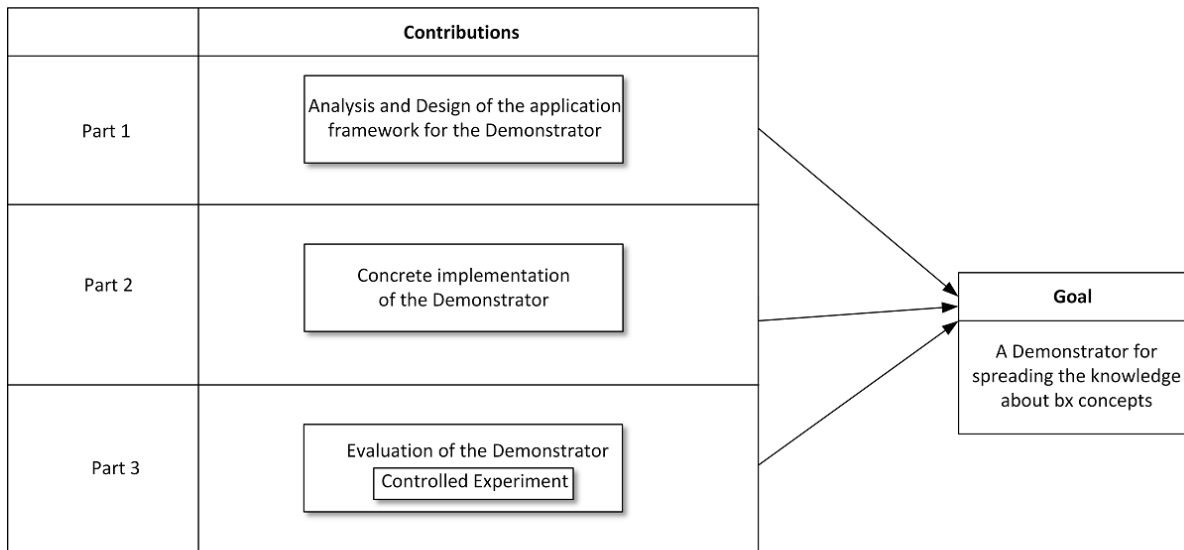 Contributions
Part 1
Analysis and Design of the application
framework for the Demonstrator
Part 2
Concrete implementation
of the Demonstrator
Part 3
Evaluation of the Demonstrator
Controlled Experiment
Goal
A Demonstrator for
spreading the knowledge
about bx concepts